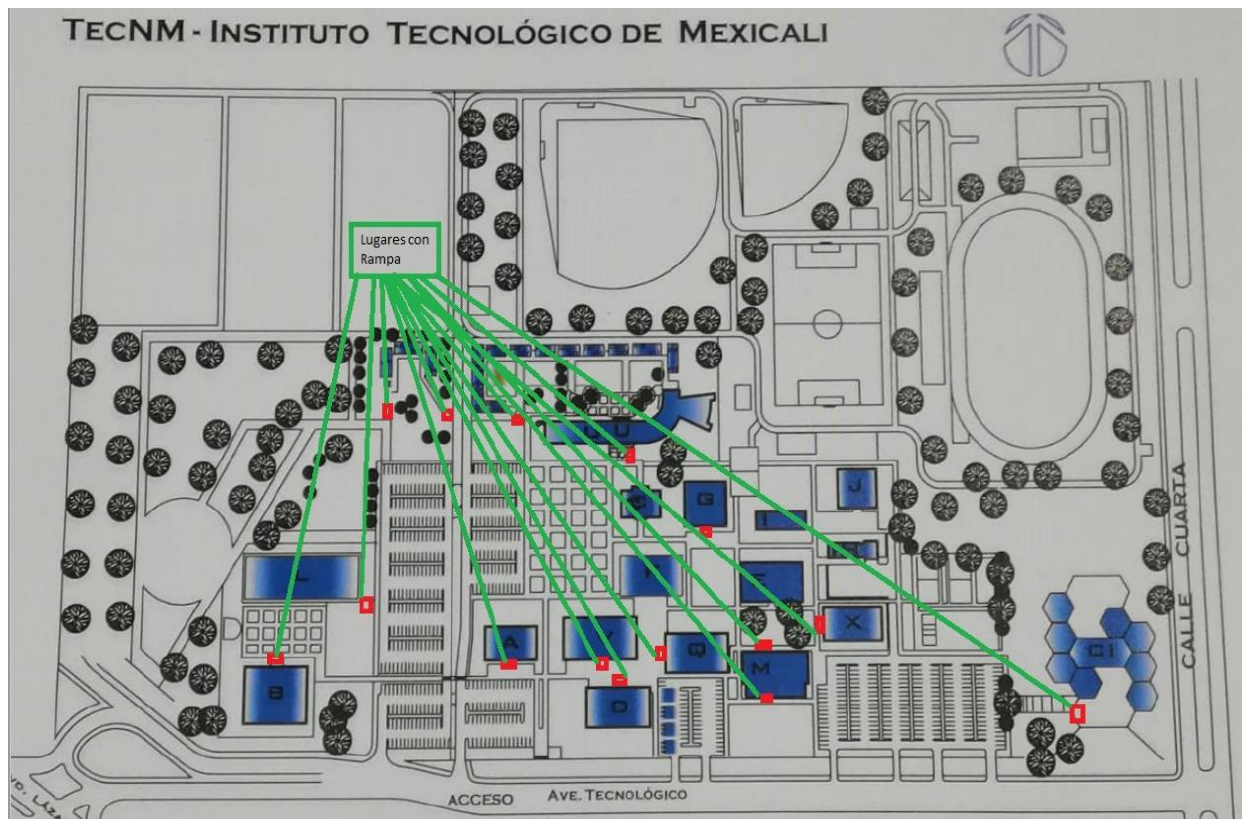 TECNM - INSTITUTO TECNOLÓGICO DE MEXICALI
Lugares con
Rampa
U
G
J
I
L
X
A
Y
Q
M
B
D
CI
CALLE CUARTA
ACCESO
AVE. TECNOLÓGICO